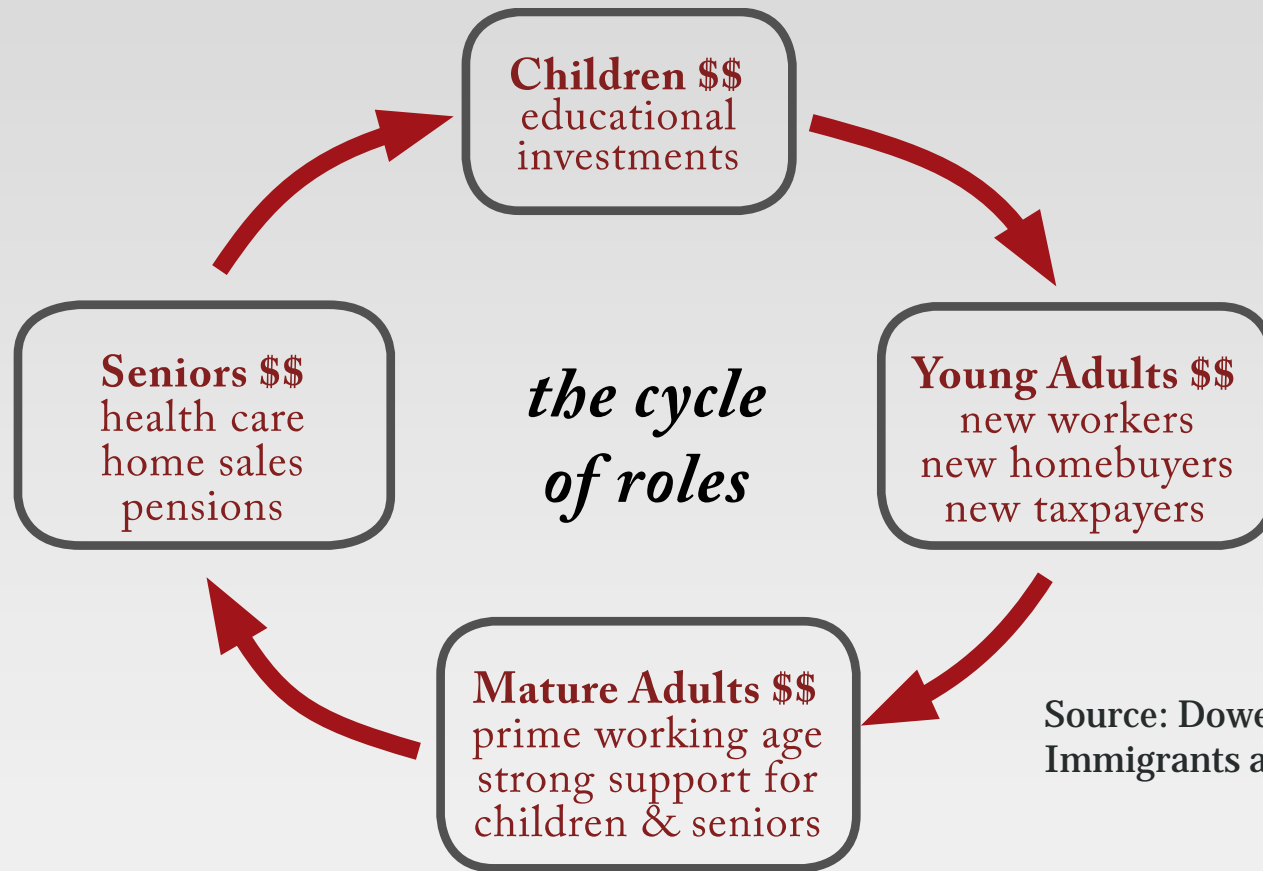 Children $$
educational
investments
Seniors $$
health care
home sales
pensions
the cycle
of roles
Young Adults $$
new workers
new homebuyers
new taxpayers
Mature Adults $$
prime working age
strong support for
children & seniors
Source: Dowe
Immigrants a